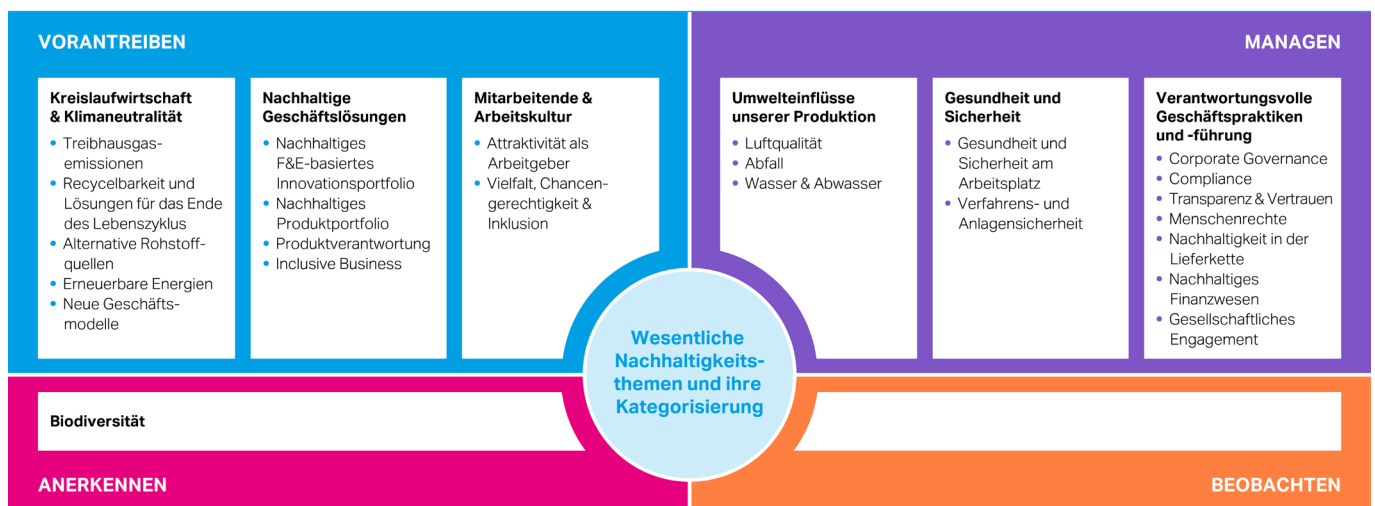 VORANTREIBEN
Kreislaufwirtschaft
& Klimaneutralität
• Treibhausgas-
emissionen
• Recycelbarkeit und
Lösungen für das Ende
des Lebenszyklus
• Alternative Rohstoff-
quellen
• Erneuerbare Energien
• Neue Geschäfts-
modelle
Nachhaltige
Geschäftslösungen
• Nachhaltiges
F&E-basiertes
Innovationsportfolio
• Nachhaltiges
Produktportfolio
• Produktverantwortung
• Inclusive Business
Mitarbeitende &
Arbeitskultur
• Attraktivität als
Arbeitgeber
• Vielfalt, Chancen-
gerechtigkeit &
Inklusion
MANAGEN
Umwelteinflüsse
unserer Produktion
• Luftqualität
• Abfall
• Wasser & Abwasser
Gesundheit und
Sicherheit
• Gesundheit und
Sicherheit am
Arbeitsplatz
• Verfahrens- und
Anlagensicherheit
Verantwortungsvolle
Geschäftspraktiken
und -führung
• Corporate Governance
• Compliance
• Transparenz & Vertrauen
• Menschenrechte
• Nachhaltigkeit in der
Lieferkette
• Nachhaltiges
Finanzwesen
• Gesellschaftliches
Engagement
Wesentliche
Nachhaltigkeits-
themen und ihre
Kategorisierung
Biodiversität
ANERKENNEN
BEOBACHTEN